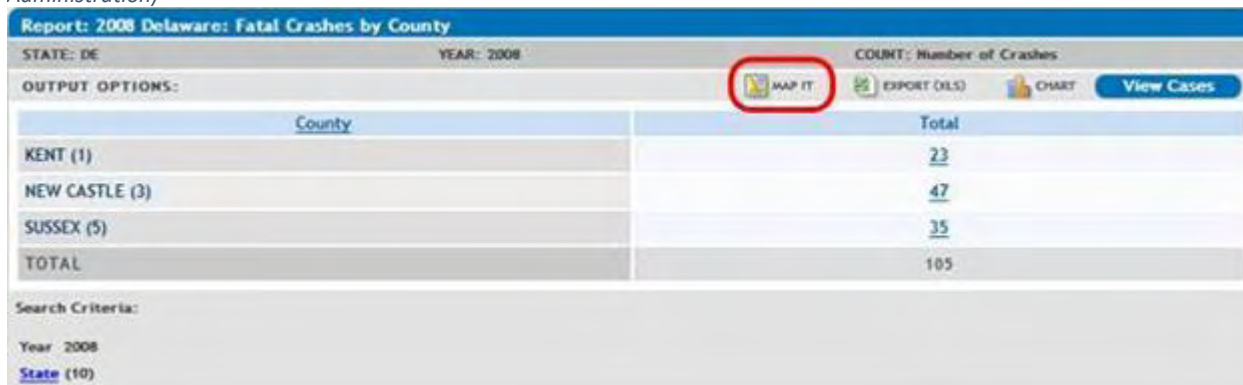 Administration)
Report: 2008 Delaware: Fatal Crashes by County
STATE: DE YEAR: 2008 COUNT: Number of Crashes
OUTPUT OPTIONS: MAP IT EXPORT (XLS) CHART View Cases
County Total
KENT (1) 23
NEW CASTLE (3) 47
SUSSEX (5) 35
TOTAL 105
Search Criteria:
Year 2008
State (10)